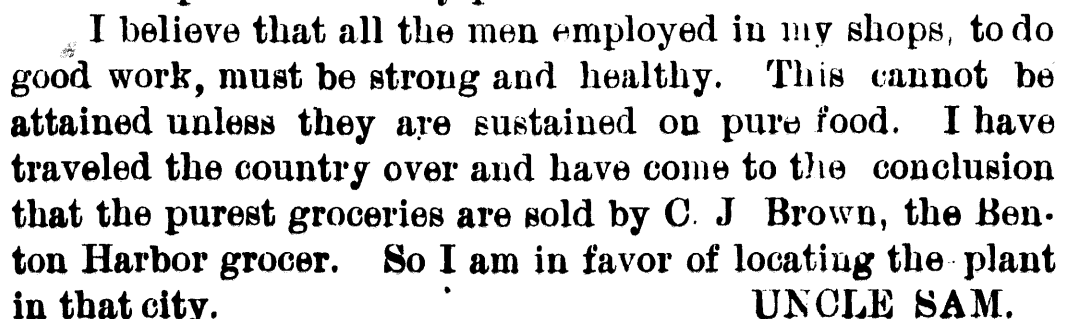 I believe that all the men employed in my shops, to do
good work, must be strong and healthy. This cannot be
attained unless they are sustained on pure food. I have
traveled the country over and have come to the conclusion
that the purest groceries are sold by C. J Brown, the Ben-
ton Harbor grocer. So I am in favor of locating the plant
in that city. UNCLE SAM.